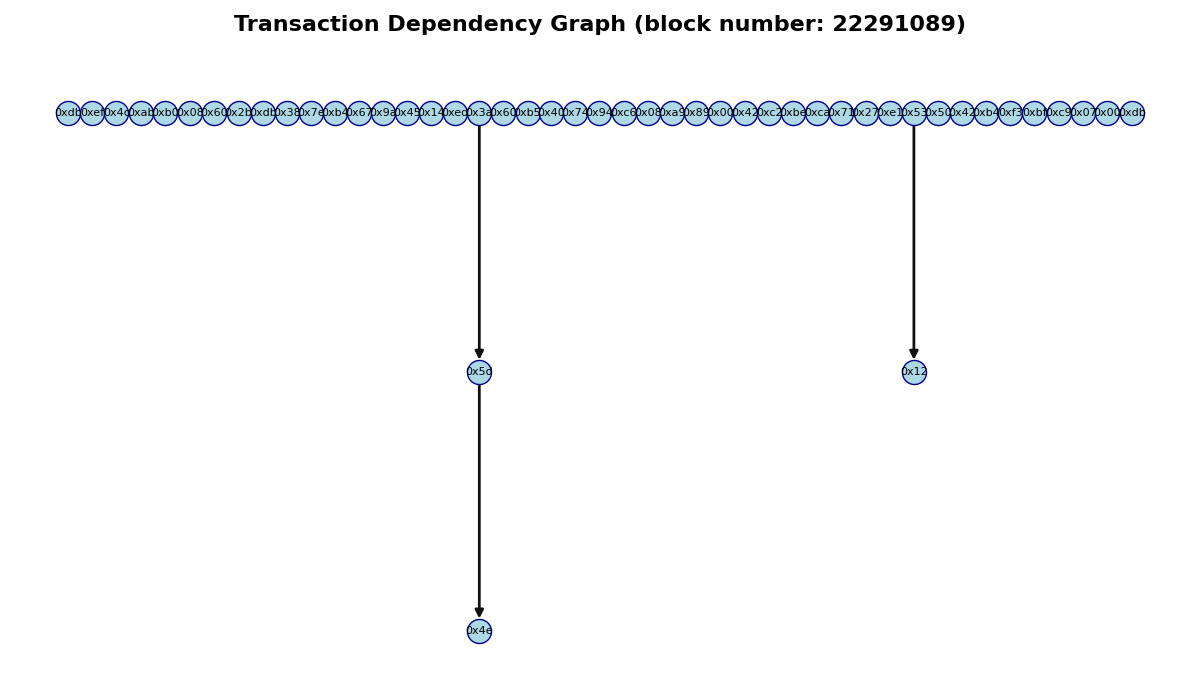 Transaction Dependency Graph (block number: 22291089)
0xdb 0xef 0x4c 0xab 0xb0 0x08 0x60 0x2b 0xdb 0x38 0x7e 0xb4 0x67 0x9a 0x45 0x14 0xec 0x3a 0x60 0xb5 0x40 0x74 0x94 0xc6 0x08 0xa9 0x89 0x00 0x42 0xc2 0xbe 0xca 0x71 0x27 0xe1 0x53 0x50 0x42 0xb4 0xf3 0xbf 0xc9 0x07 0x00 0xdb
0x5d 0x12
0x4e